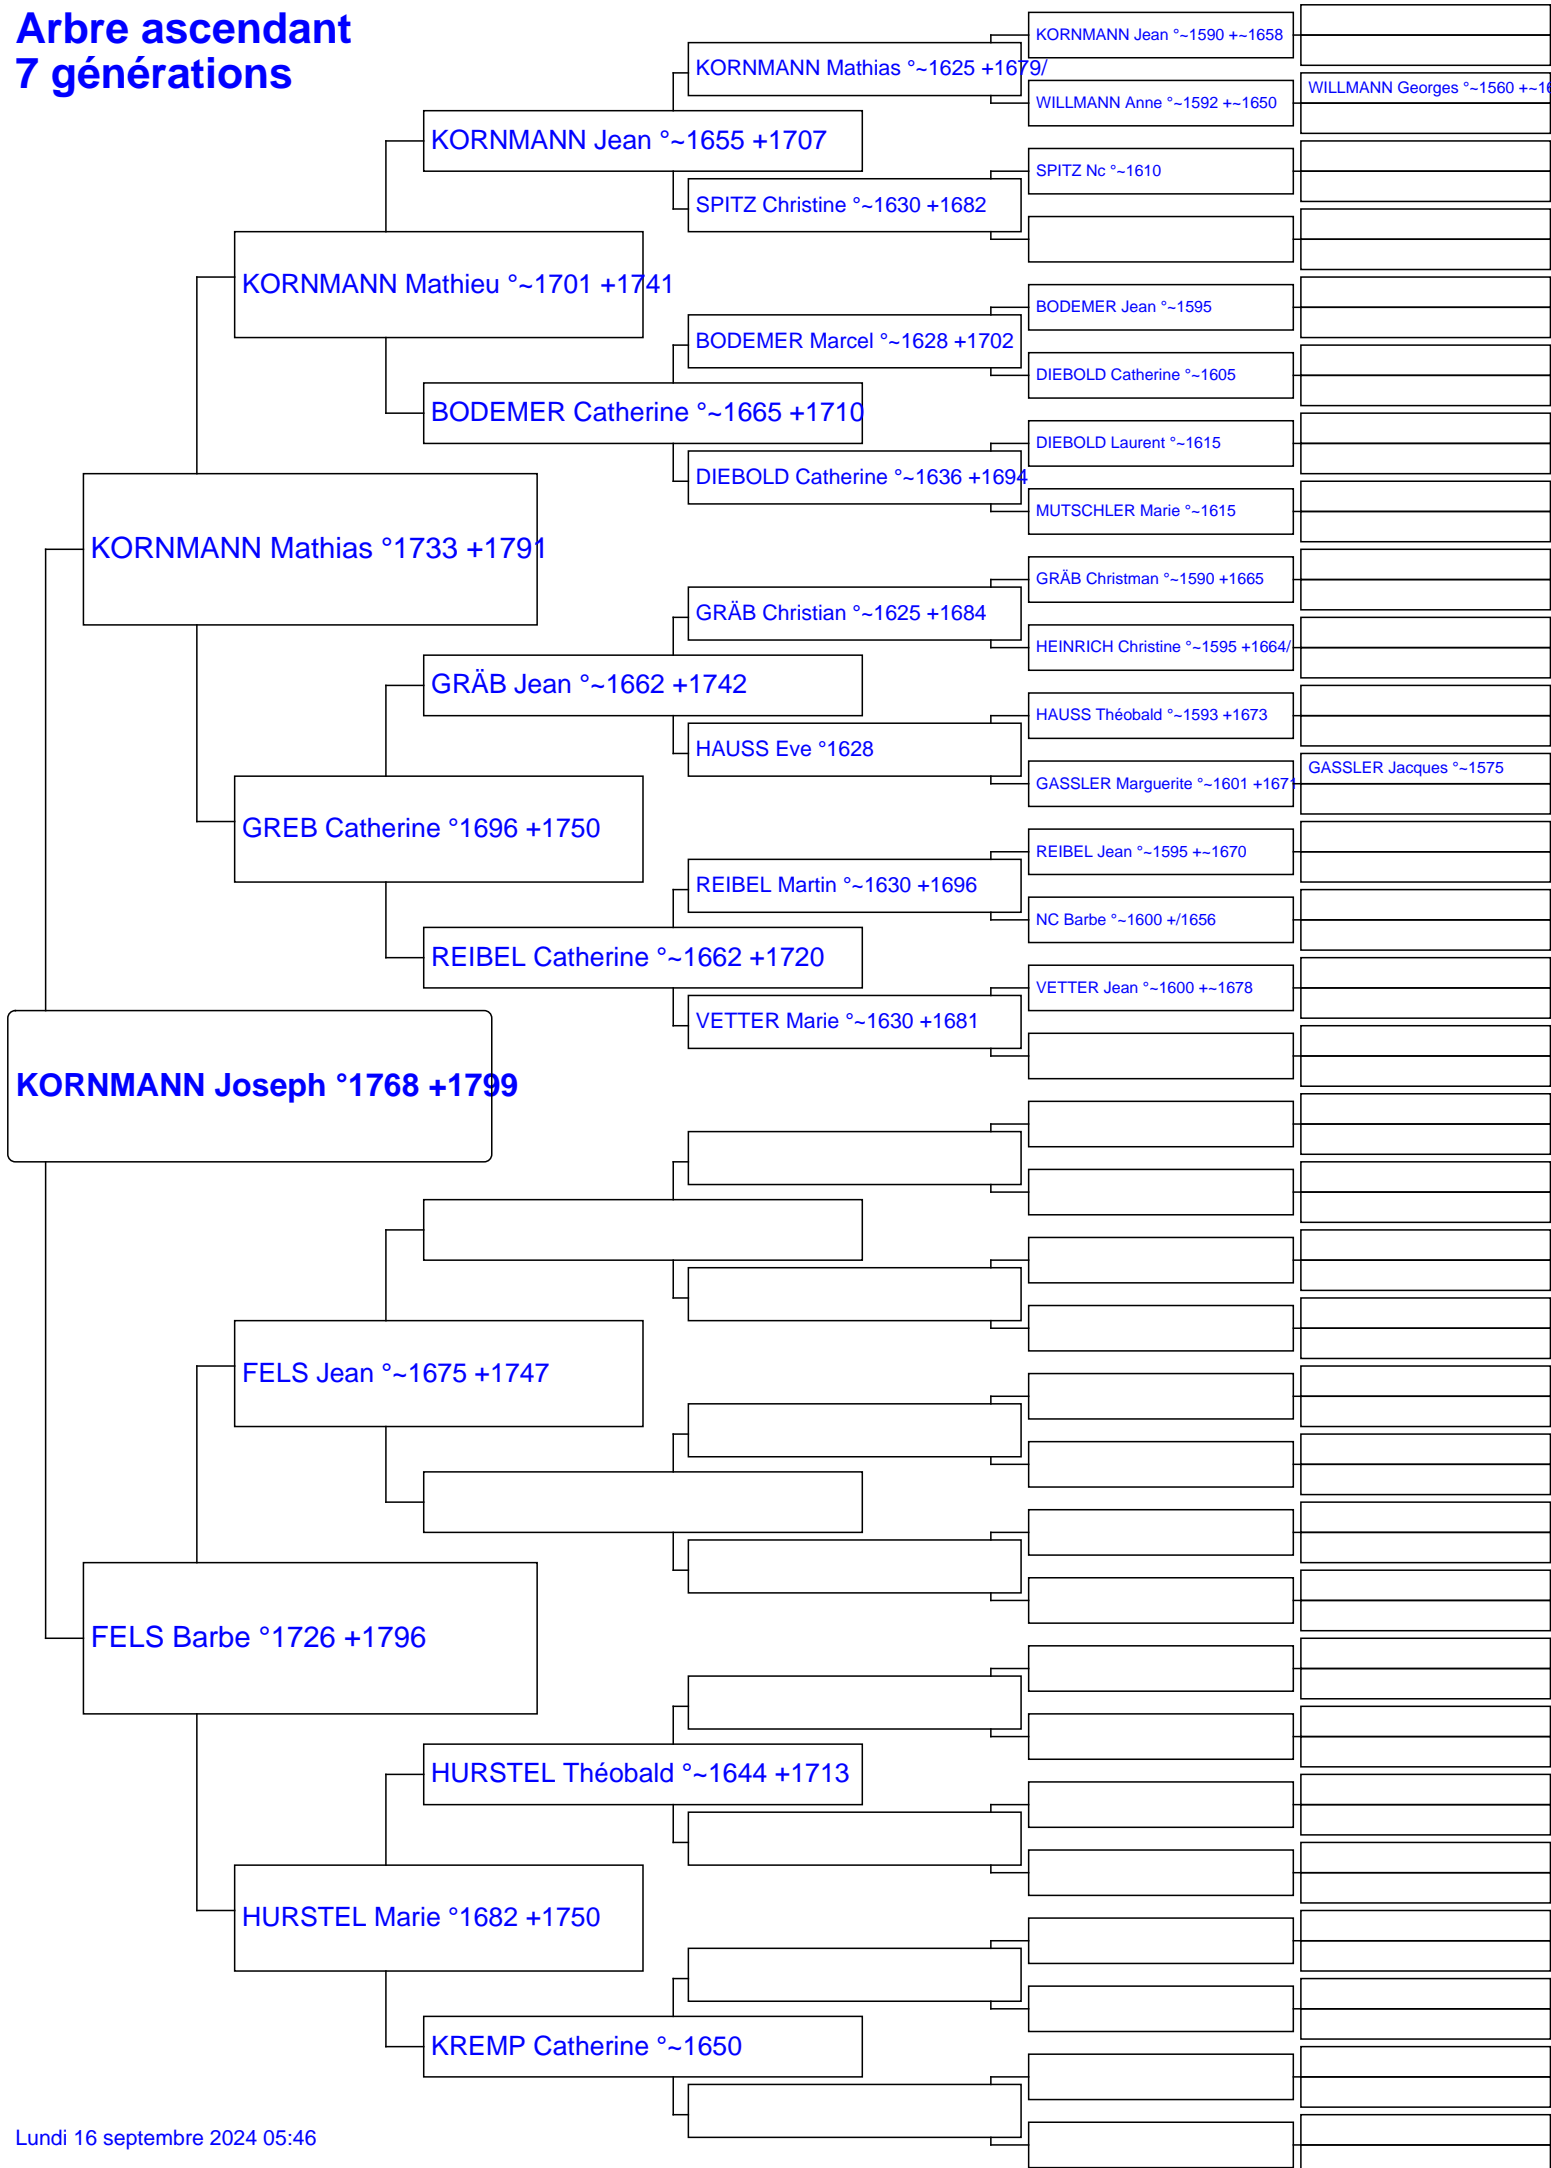 Arbre ascendant
7 générations
KORNMANN Jean °~1590 +~1658
KORNMANN Mathias °~1625 +1679/
WILLMANN Georges °~1560 +~
WILLMANN Anne °~1592 +~1650
KORNMANN Jean °~1655 +1707
SPITZ Nc °~1610
SPITZ Christine °~1630 +1682
KORNMANN Mathieu °~1701 +1741
BODEMER Jean °~1595
BODEMER Marcel °~1628 +1702
DIEBOLD Catherine °~1605
BODEMER Catherine °~1665 +1710
DIEBOLD Laurent °~1615
DIEBOLD Catherine °~1636 +1694
MUTSCHLER Marie °~1615
KORNMANN Mathias °1733 +1791
GRÄB Christman °~1590 +1665
GRÄB Christian °~1625 +1684
HEINRICH Christine °~1595 +1664/
GRÄB Jean °~1662 +1742
HAUSS Théobald °~1593 +1673
HAUSS Eve °1628
GASSLER Jacques °~1575
GASSLER Marguerite °~1601 +1671
GREB Catherine °1696 +1750
REIBEL Jean °~1595 +~1670
REIBEL Martin °~1630 +1696
NC Barbe °~1600 +/1656
REIBEL Catherine °~1662 +1720
VETTER Jean °~1600 +~1678
VETTER Marie °~1630 +1681
KORNMANN Joseph °1768 +1799
FELS Jean °~1675 +1747
FELS Barbe °1726 +1796
HURSTEL Théobald °~1644 +1713
HURSTEL Marie °1682 +1750
KREMP Catherine °~1650
Lundi 16 septembre 2024 05:46